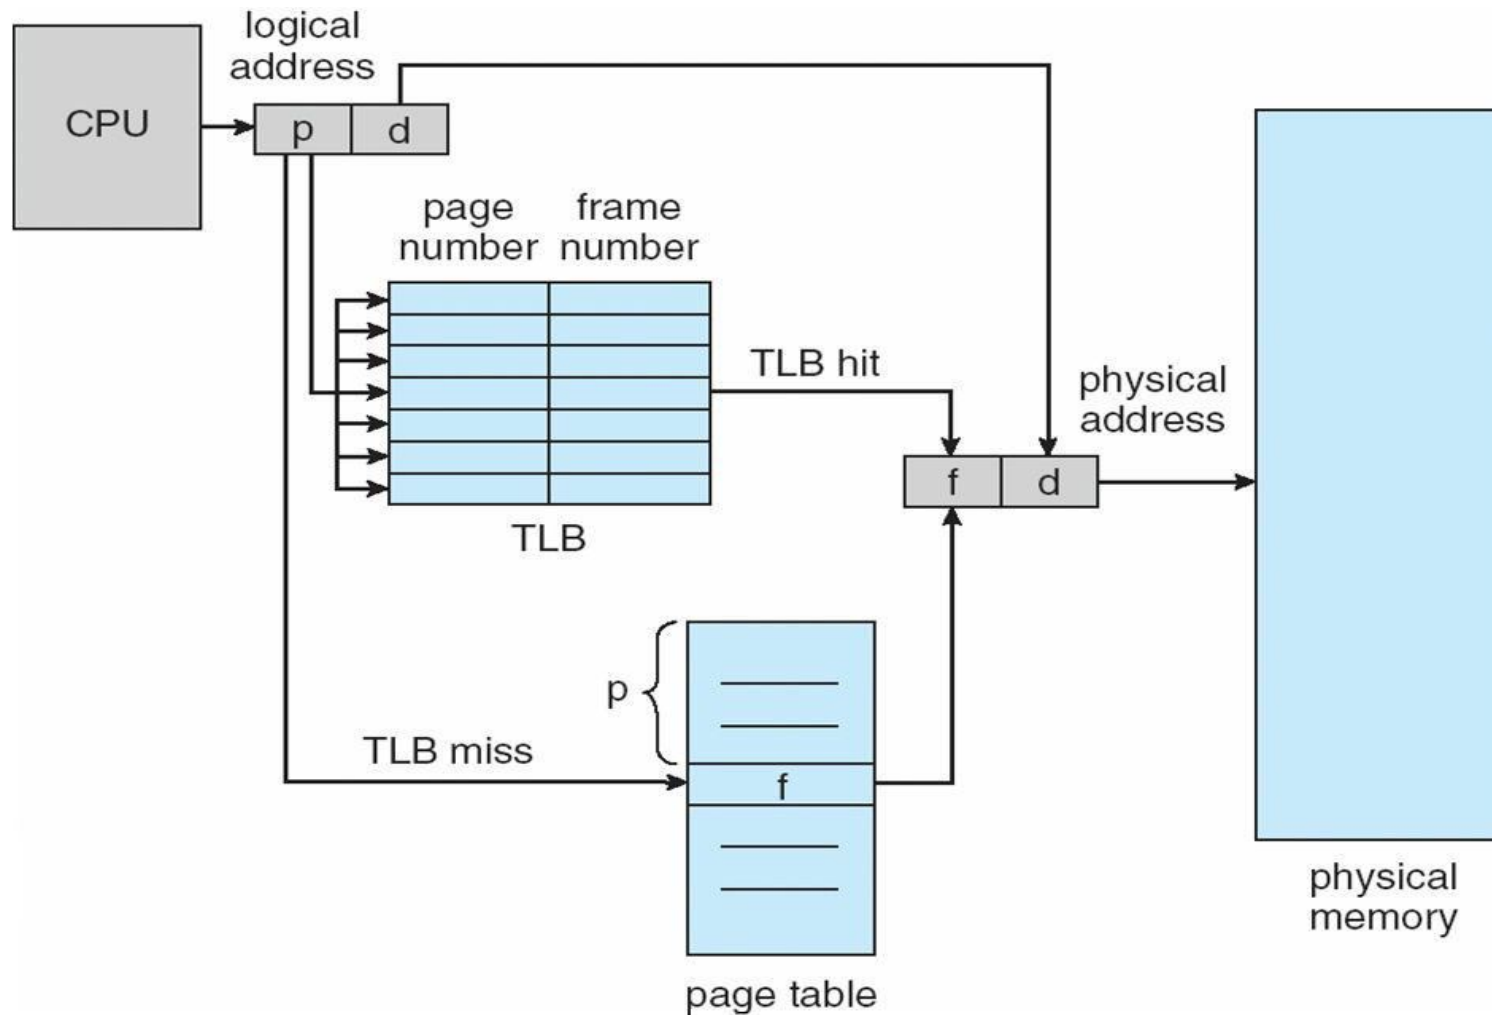 logical
address
CPU
p
d
page
number
frame
number
TLB hit
physical
address
f
d
TLB
p
TLB miss
f
physical
memory
page table